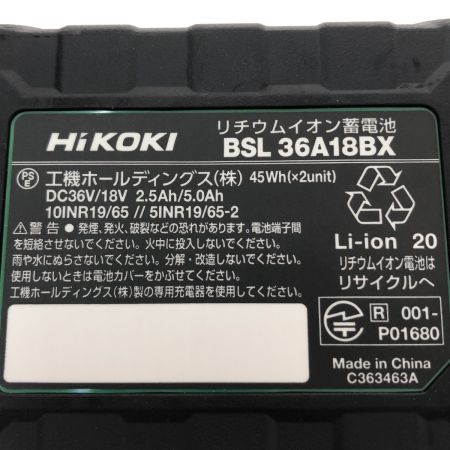 HiKOKI
リチウムイオン蓄電池
BSL 36A18BX
PS
E
工機ホールディングス(株) 45Wh(×2unit)
DC36V/18V 2.5Ah/5.0Ah
10INR19/65 // 5INR19/65-2
⚠警告 ● 発煙、発火、破裂などの恐れがあります。電池端子間
を短絡させないでください。火中に投入しないでください。
雨や水にぬらさないでください。分解・改造しないでください。
使用しないときは電池カバーをかぶせてください。
工機ホールディングス(株)製の専用充電器を使用してください。
Li-ion 20
リチウムイオン電池は
リサイクルへ
R 001-
P01680
Made in China
C363463A